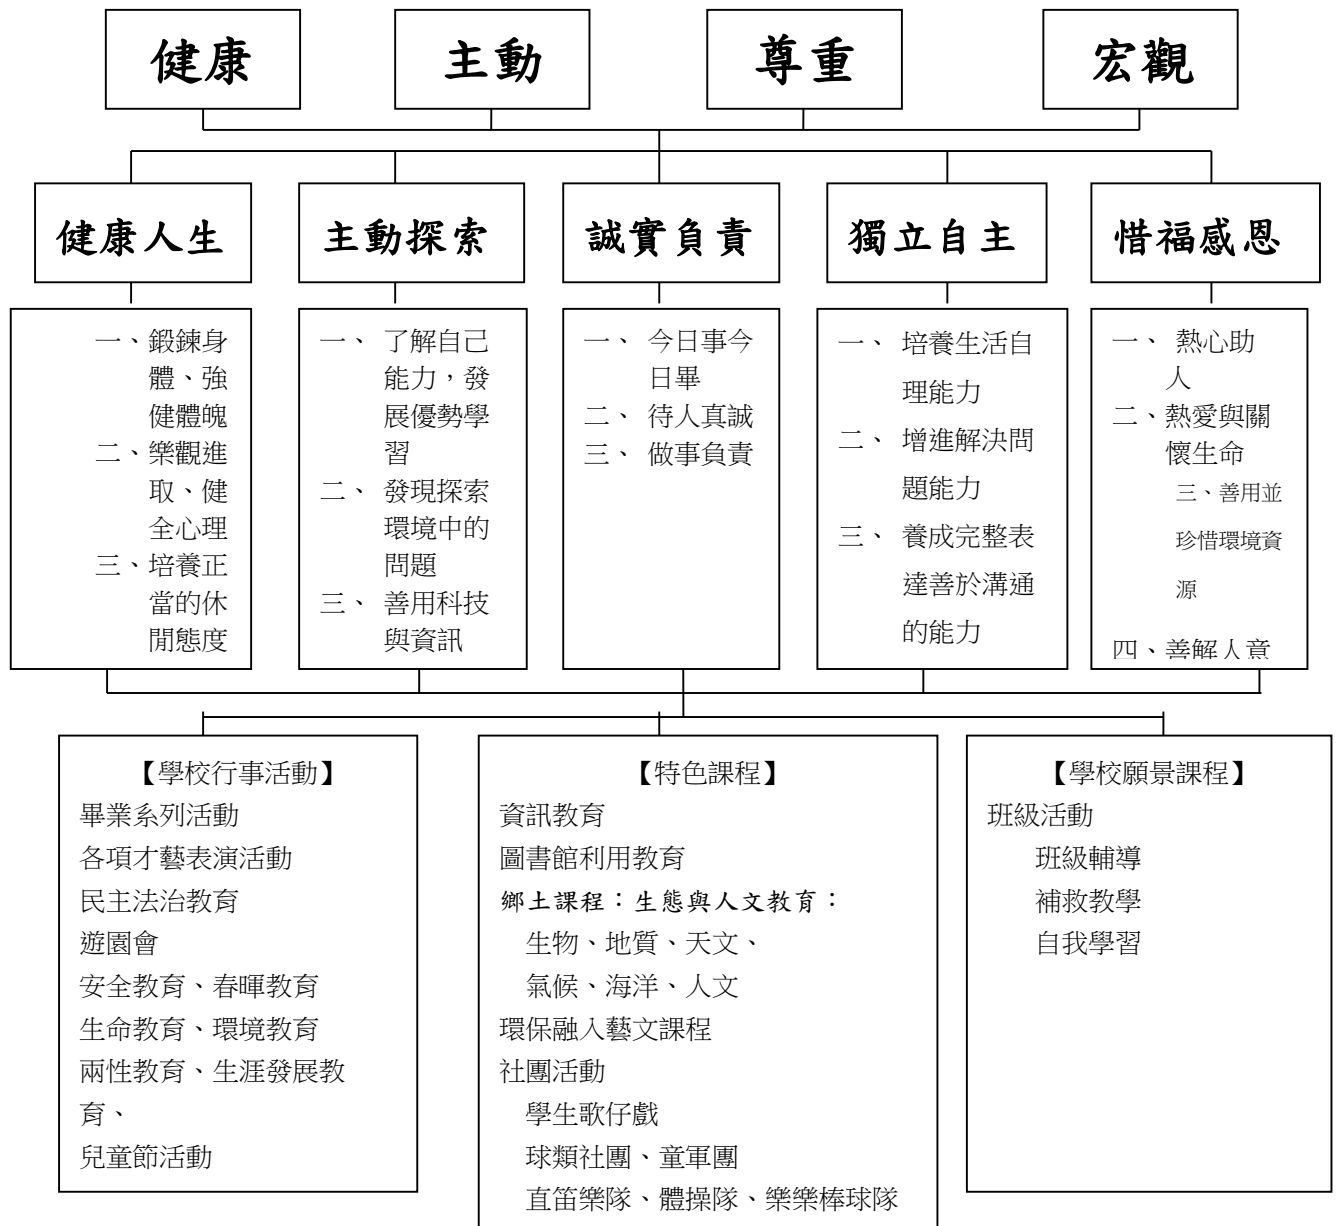 健康
主動
尊重
宏觀
健康人生
主動探索
誠實負責
獨立自主
惜福感恩
一、鍛鍊身
體、強
健體魄
二、樂觀進
取、健
全心理
三、培養正
當的休
閒態度
一、 了解自己
能力，發
展優勢學
習
二、 發現探索
環境中的
問題
三、 善用科技
與資訊
一、 今日事今
日畢
二、 待人真誠
三、 做事負責
一、 培養生活自
理能力
二、 增進解決問
題能力
三、 養成完整表
達善於溝通
的能力
一、 熱心助
人
二、熱愛與關
懷生命
三、善用並
珍惜環境資
源
四、善解人意
【學校行事活動】
畢業系列活動
各項才藝表演活動
民主法治教育
遊園會
安全教育、春暉教育
生命教育、環境教育
兩性教育、生涯發展教
育、
兒童節活動
【特色課程】
資訊教育
圖書館利用教育
鄉土課程：生態與人文教育：
生物、地質、天文、
氣候、海洋、人文
環保融入藝文課程
社團活動
學生歌仔戲
球類社團、童軍團
直笛樂隊、體操隊、樂樂棒球隊
【學校願景課程】
班級活動
班級輔導
補救教學
自我學習